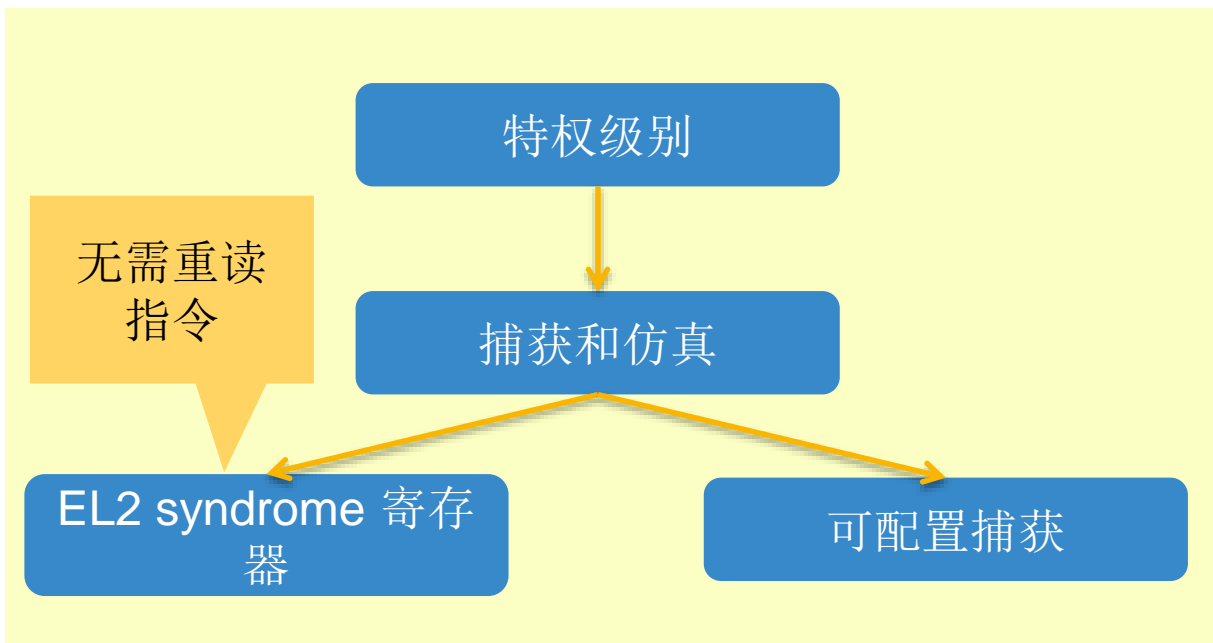 特权级别
无需重读
指令
捕获和仿真
EL2 syndrome 寄存
器
可配置捕获